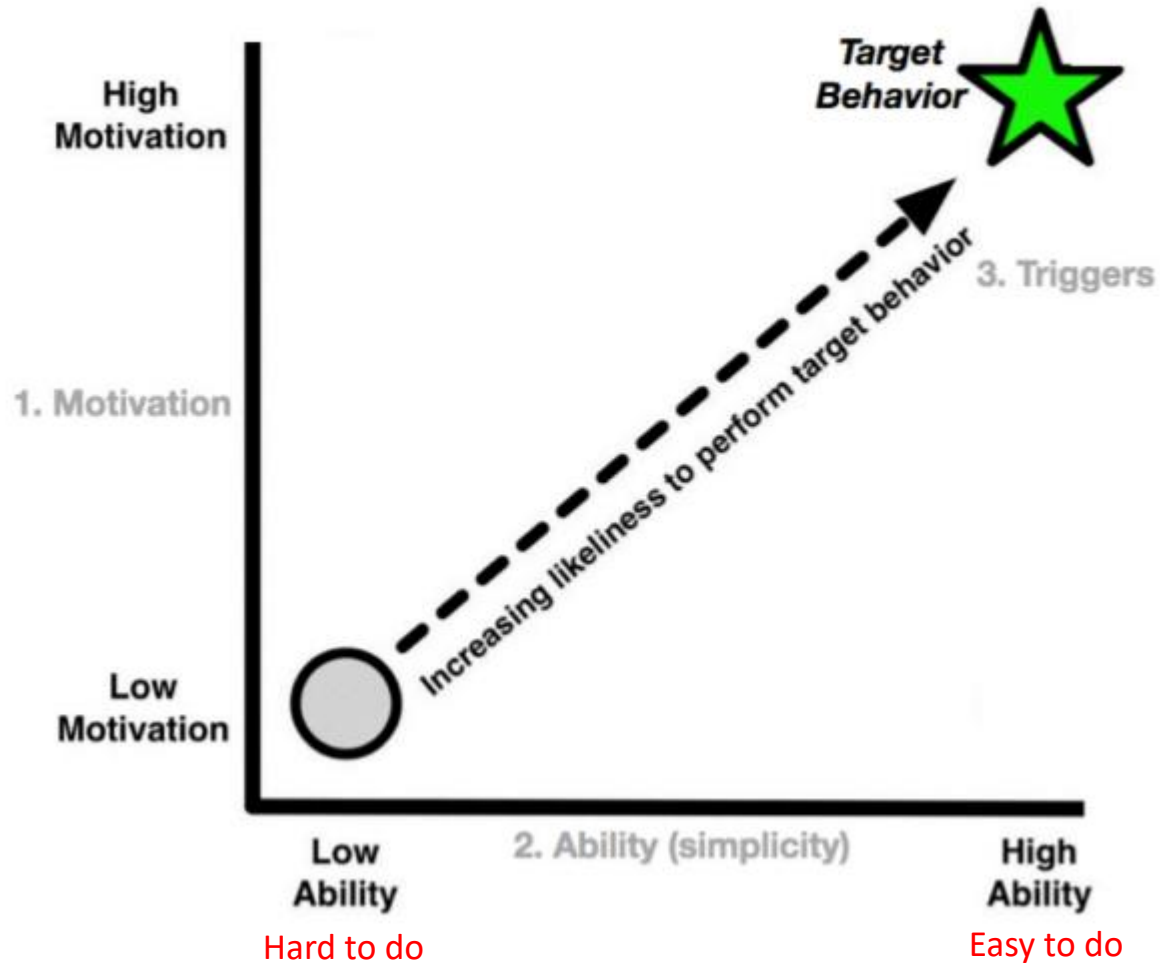 Target
Behavior
High
Motivation
3. Triggers
1. Motivation
Increasing likeliness to perform target behavior
Low
Motivation
2. Ability (simplicity)
Low
Ability
High
Ability
Hard to do
Easy to do